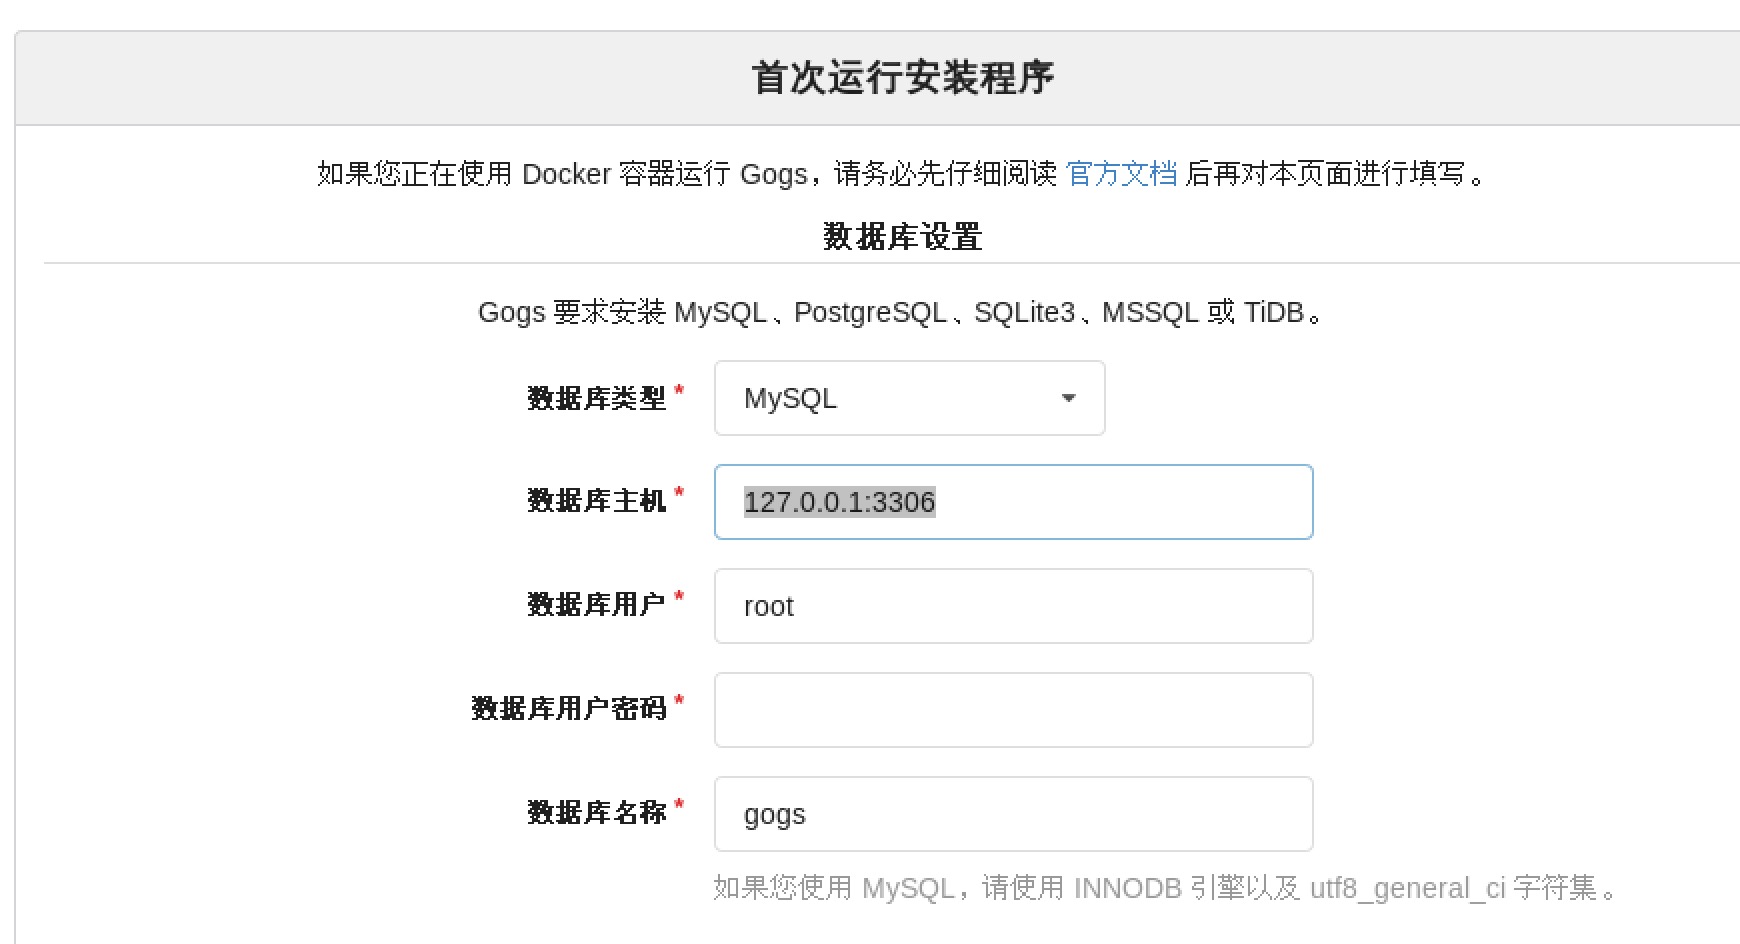 首次运行安装程序
如果您正在使用 Docker 容器运行 Gogs，请务必先仔细阅读 官方文档 后再对本页面进行填写。
数据库设置
Gogs 要求安装 MySQL、PostgreSQL、SQLite3、MSSQL 或 TiDB。
数据库类型 * MySQL
数据库主机 * 127.0.0.1:3306
数据库用户 * root
数据库用户密码 *
数据库名称 * gogs
如果您使用 MySQL，请使用 INNODB 引擎以及 utf8_general_ci 字符集。